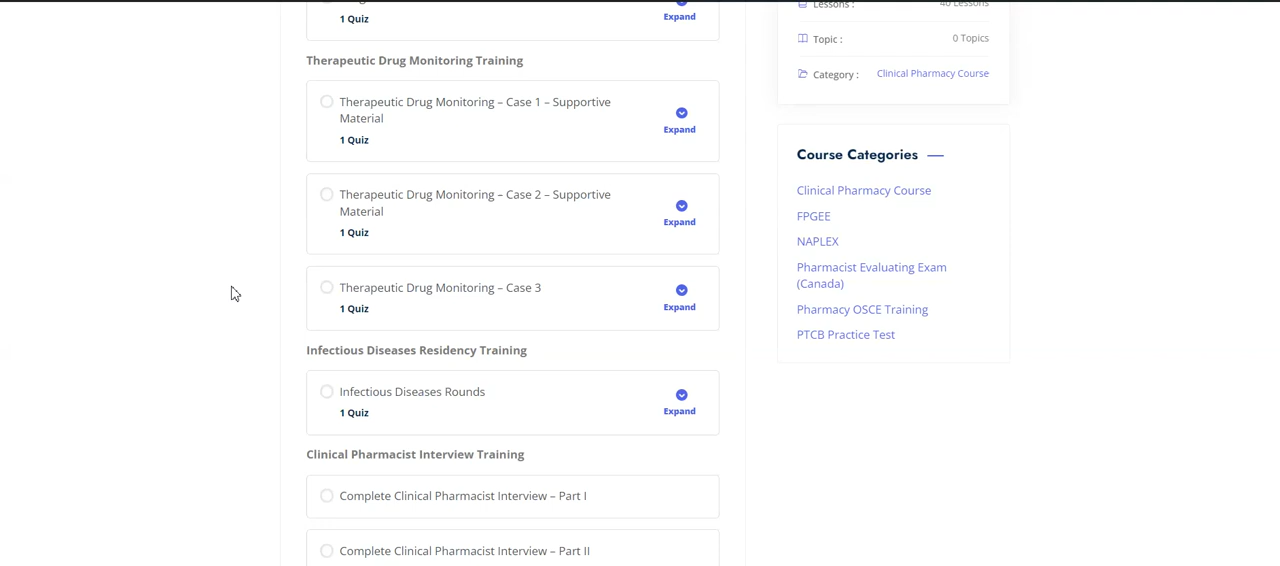 1 Quiz
Expand
Therapeutic Drug Monitoring Training
Therapeutic Drug Monitoring – Case 1 – Supportive
Material
1 Quiz
Expand
Therapeutic Drug Monitoring – Case 2 – Supportive
Material
1 Quiz
Expand
Therapeutic Drug Monitoring – Case 3
1 Quiz
Expand
Infectious Diseases Residency Training
Infectious Diseases Rounds
1 Quiz
Expand
Clinical Pharmacist Interview Training
Complete Clinical Pharmacist Interview – Part I
Complete Clinical Pharmacist Interview – Part II
Lessons : 40 Lessons
Topic : 0 Topics
Category : Clinical Pharmacy Course
Course Categories
Clinical Pharmacy Course
FPGEE
NAPLEX
Pharmacist Evaluating Exam
(Canada)
Pharmacy OSCE Training
PTCB Practice Test